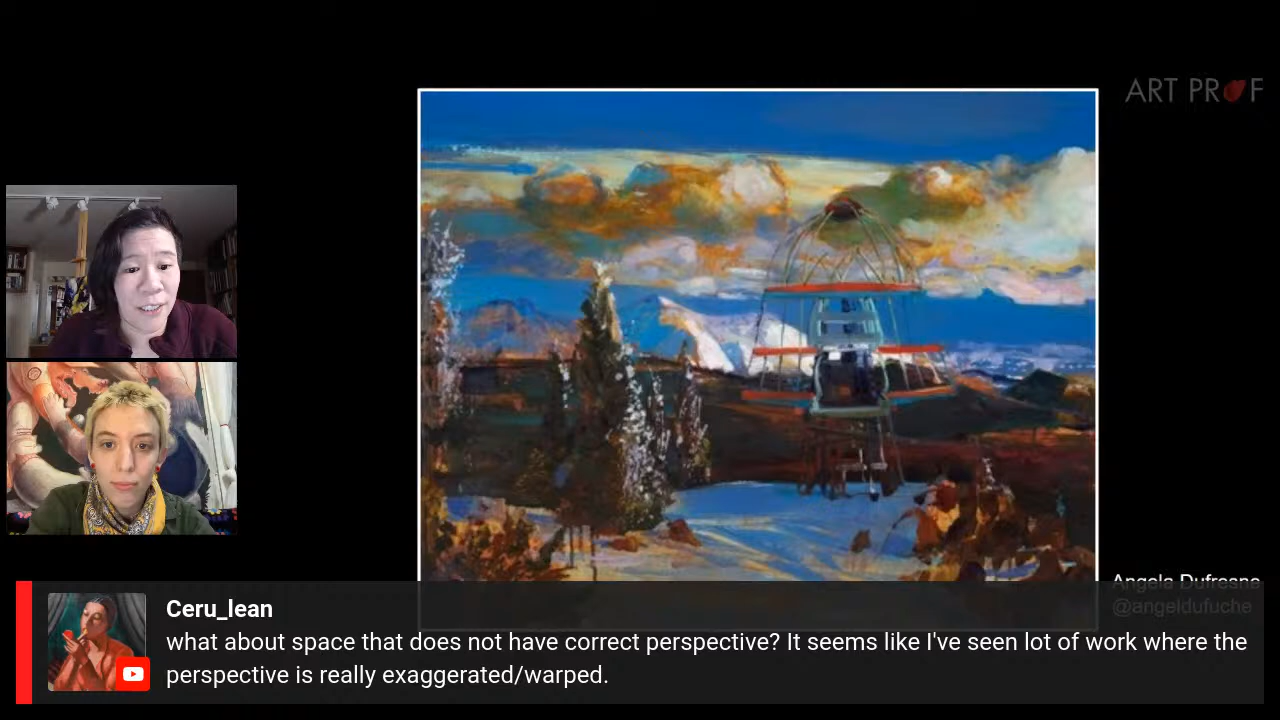 ART PROF
Angela Dufresne
@angeldufuche
Ceru_lean
what about space that does not have correct perspective? It seems like I've seen lot of work where the
perspective is really exaggerated/warped.